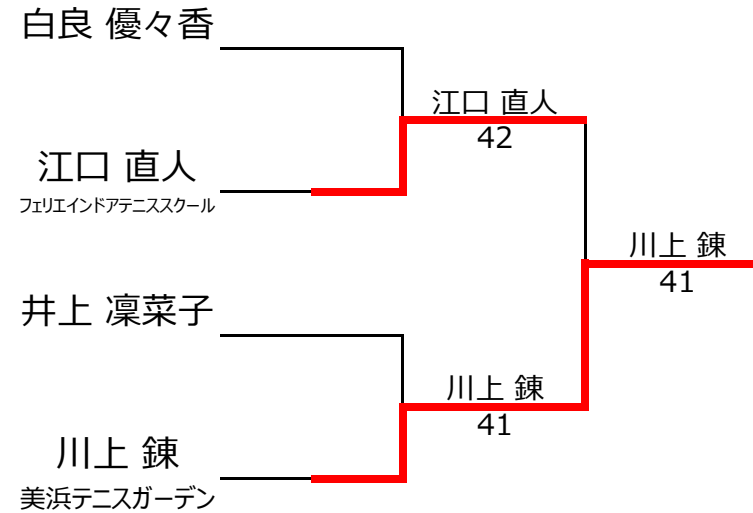 白良 優々香
江口 直人
フェリエインドアテニススクール
井上 凜菜子
川上 錬
美浜テニスガーデン
江口 直人
42
川上 錬
41
川上 錬
41